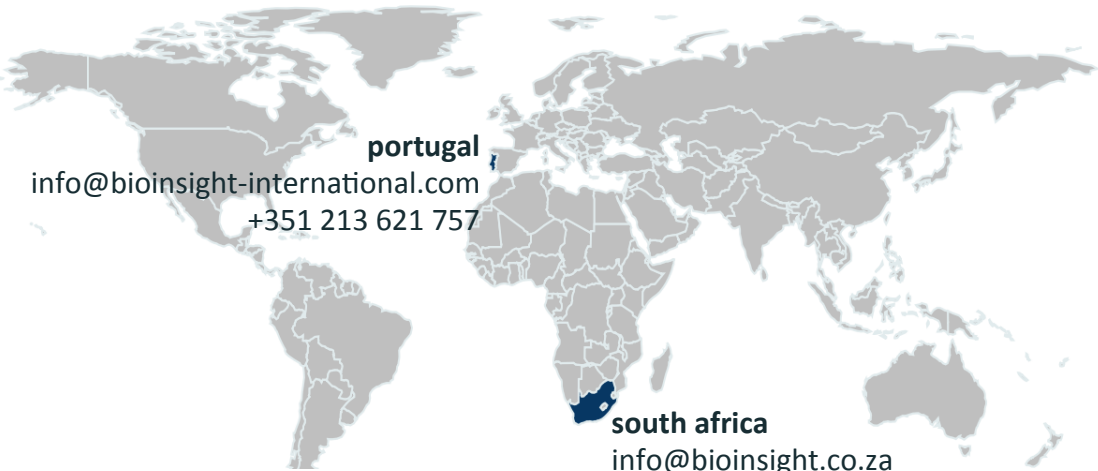 portugal
info@bioinsight-international.com
+351 213 621 757
south africa
info@bioinsight.co.za